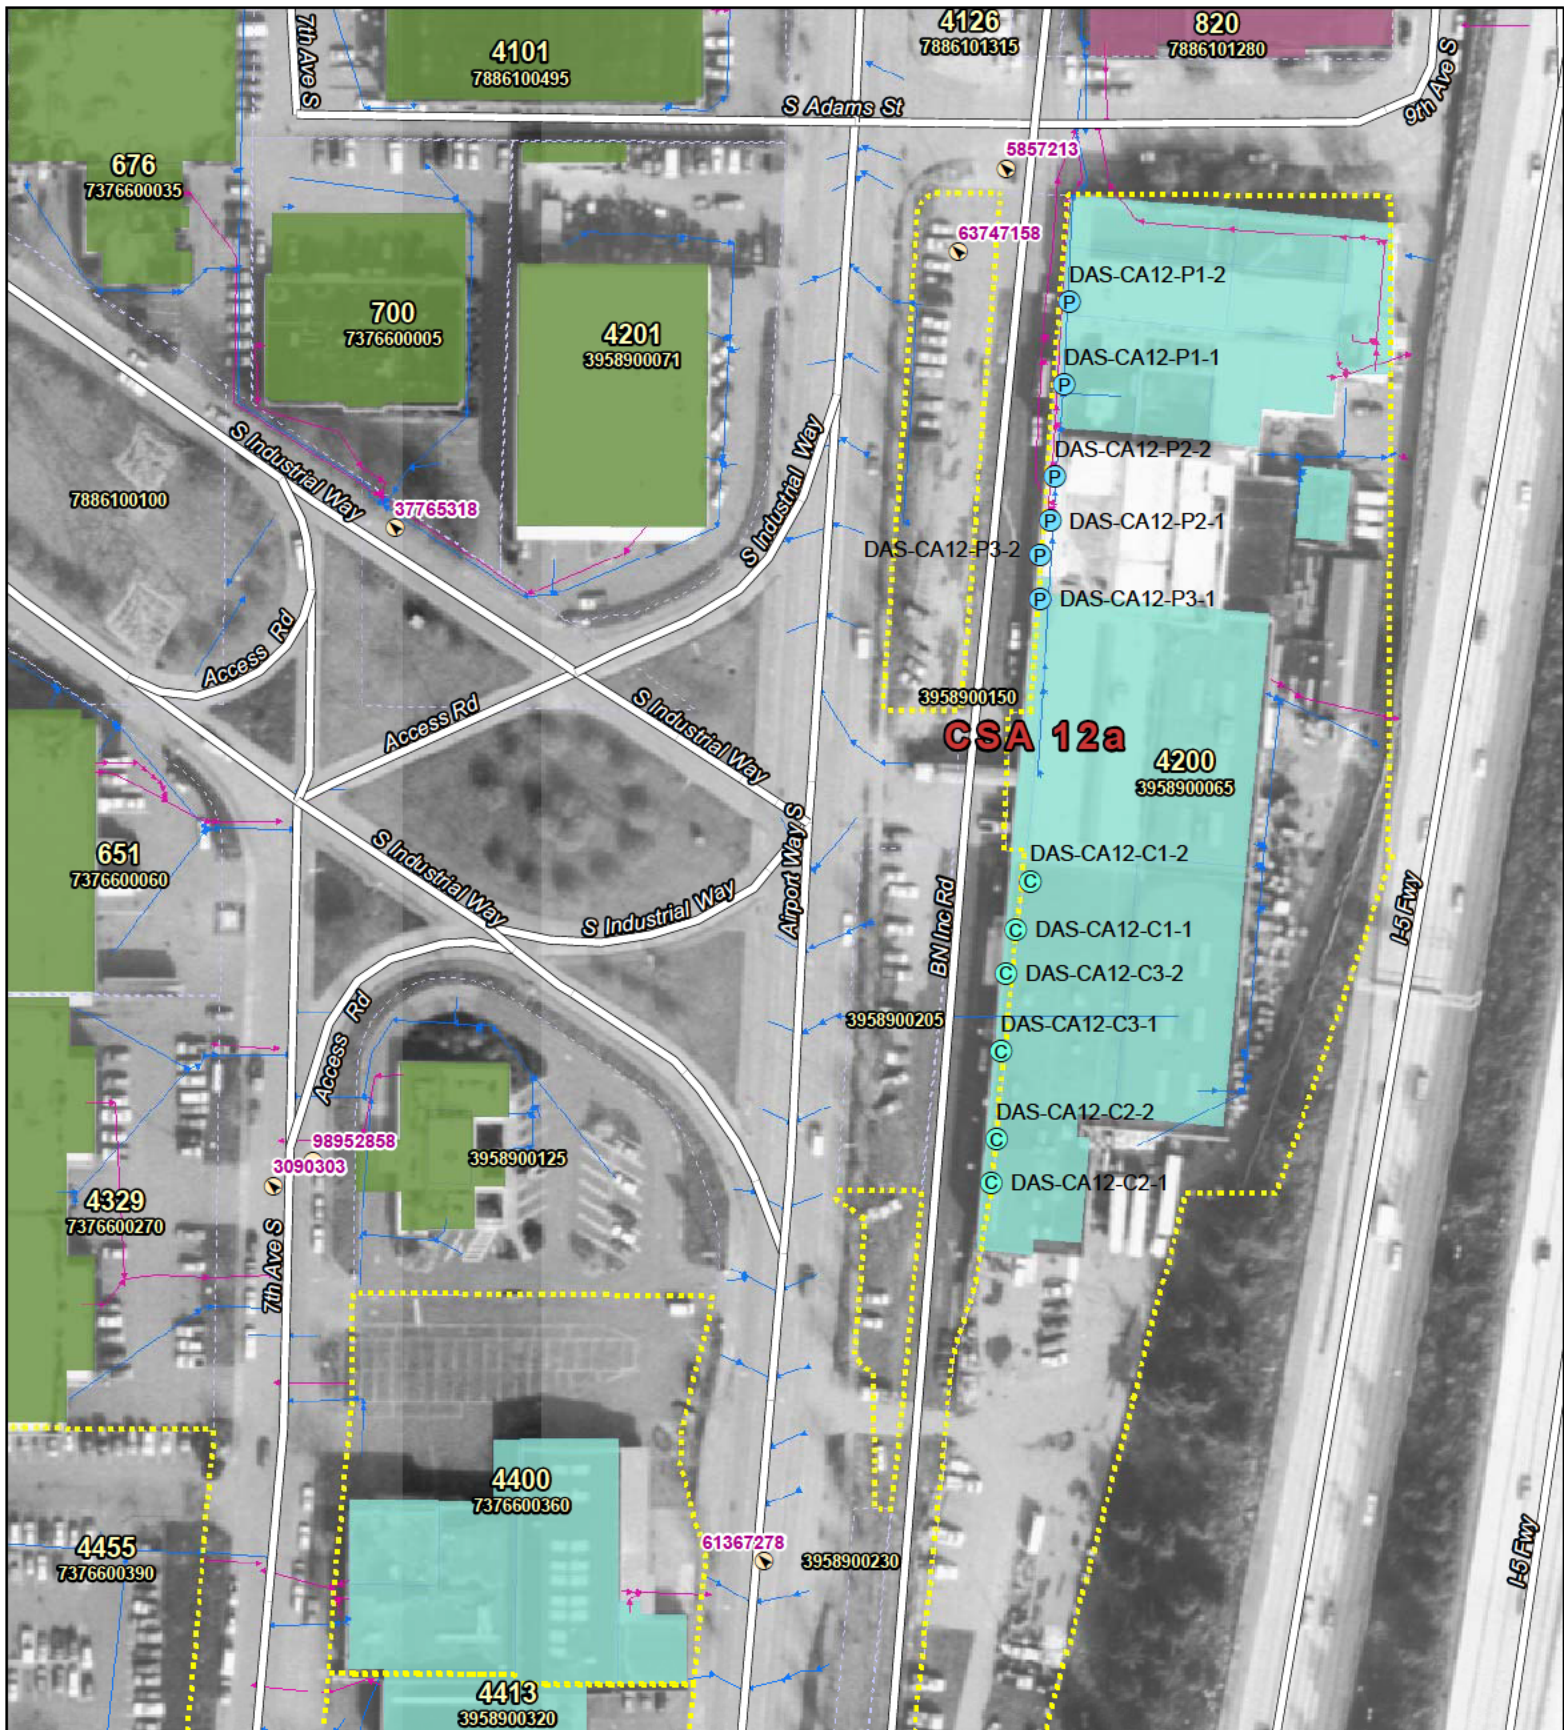 7th Ave S
4101
7886100495
4126
7886101315
820
7886101280
9th Ave S
S Adams St
676
7376600035
5857213
63747158
DAS-CA12-P1-2
700
7376600005
4201
3958900071
DAS-CA12-P1-1
P
P
S Industrial Way
S Industrial Way
DAS-CA12-P2-2
P
7886100100
37765318
P
DAS-CA12-P2-1
DAS-CA12-P3-2
P
P
DAS-CA12-P3-1
Access Rd
Access Rd
S Industrial Way
3958900150
CSA 12a
4200
3958900065
651
7376600060
S Industrial Way
S Industrial Way
Airport Way S
DAS-CA12-C1-2
C
C
DAS-CA12-C1-1
BN Inc Rd
I-5 Fwy
C
DAS-CA12-C3-2
3958900205
DAS-CA12-C3-1
C
Access Rd
DAS-CA12-C2-2
C
98952858
3090303
3958900125
C
DAS-CA12-C2-1
4329
7376600270
7th Ave S
4400
7376600360
4455
7376600390
61367278
3958900230
I-5 Fwy
4413
3958900320